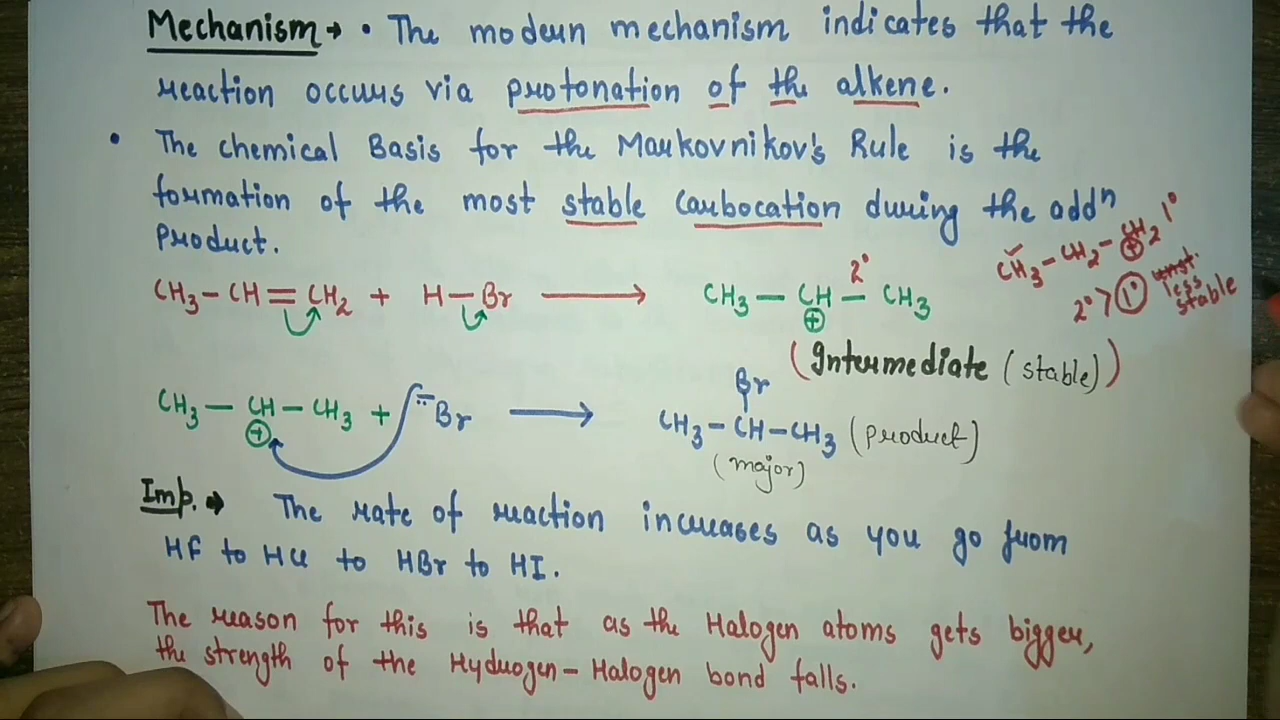 Mechanism → • The modern mechanism indicates that the
reaction occurs via protonation of the alkene.
• The chemical Basis for the Markovnikov's Rule is the
formation of the most stable Carbocation during the addⁿ
Product.
CH₃-CH₂-CH₂ 1°
⊕
2° > 1° less stable
CH₃-CH=CH₂ + H-Br → CH₃-CH-CH₃ 2°
⊕
(Intermediate (stable))
CH₃-CH-CH₃ + :Br → CH₃-CH-CH₃ (product)
⊕
Br
(major)
Imp. → The rate of reaction increases as you go from
HF to HCl to HBr to HI.
The reason for this is that as the Halogen atoms gets bigger,
the strength of the Hydrogen-Halogen bond falls.